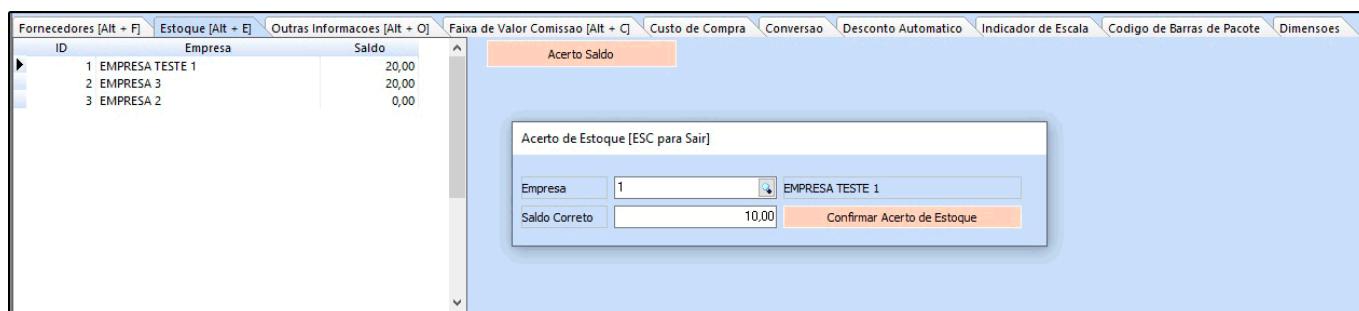 Fornecedores [Alt + F] Estoque [Alt + E] Outras Informacoes [Alt + O] Faixa de Valor Comissao [Alt + C] Custo de Compra Conversao Desconto Automatico Indicador de Escala Codigo de Barras de Pacote Dimensoes
ID Empresa Saldo
1 EMPRESA TESTE 1 20,00
2 EMPRESA 3 20,00
3 EMPRESA 2 0,00
Acerto Saldo
Acerto de Estoque [ESC para Sair]
Empresa 1 EMPRESA TESTE 1
Saldo Correto 10,00 Confirmar Acerto de Estoque